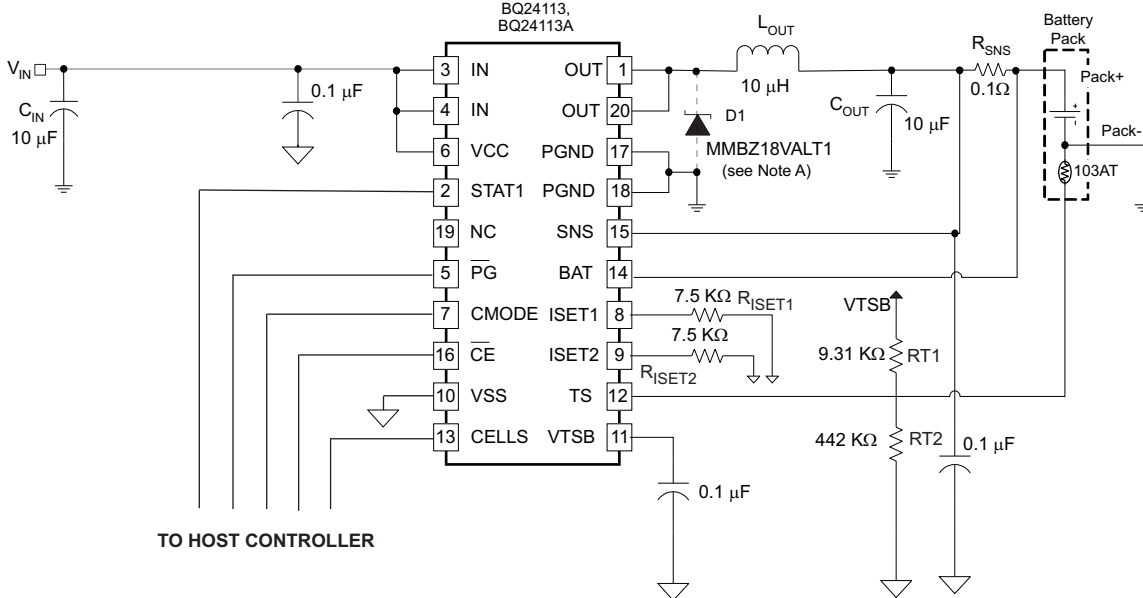 BQ24113,
BQ24113A
V_IN
C_IN
10 μF
0.1 μF
3 IN
4 IN
6 VCC
2 STAT1
19 NC
5 P̅G̅
7 CMODE
16 C̅E̅
10 VSS
13 CELLS
OUT 1
OUT 20
PGND 17
PGND 18
SNS 15
BAT 14
ISET1 8
ISET2 9
TS 12
VTSB 11
L_OUT
10 μH
D1
MMBZ18VALT1
(see Note A)
C_OUT
10 μF
R_SNS
0.1Ω
Battery
Pack
Pack+
+
-
Pack-
103AT
7.5 KΩ
R_ISET1
7.5 KΩ
R_ISET2
VTSB
9.31 KΩ RT1
442 KΩ RT2
0.1 μF
0.1 μF
TO HOST CONTROLLER